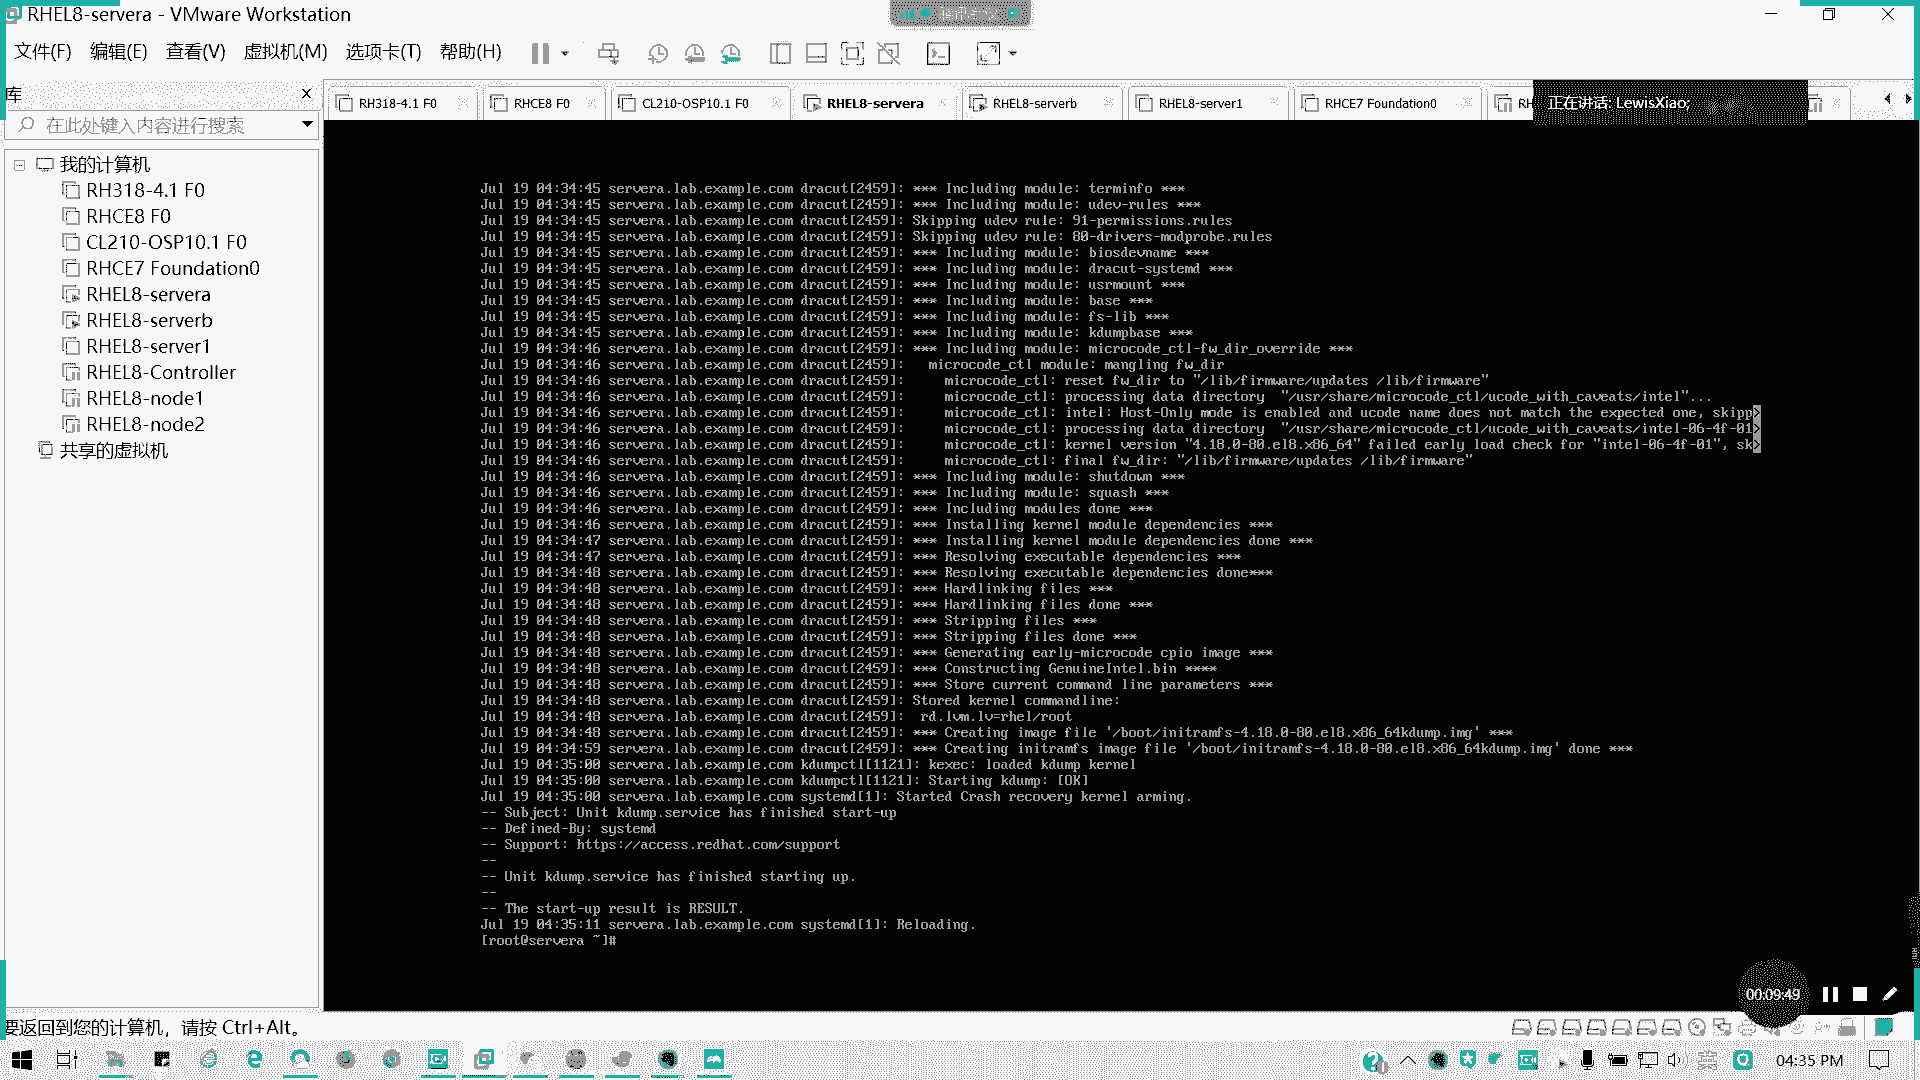 RHEL8-servera - VMware Workstation
文件(F) 编辑(E) 查看(V) 虚拟机(M) 选项卡(T) 帮助(H)
库
在此处键入内容进行搜索
我的计算机
RH318-4.1 F0
RHCE8 F0
CL210-OSP10.1 F0
RHCE7 Foundation0
RHEL8-servera
RHEL8-serverb
RHEL8-server1
RHEL8-Controller
RHEL8-node1
RHEL8-node2
共享的虚拟机
RH318-4.1 F0 RHCE8 F0 CL210-OSP10.1 F0 RHEL8-servera RHEL8-serverb RHEL8-server1 RHCE7 Foundation0 RH
正在讲话: LewisXiao;
Jul 19 04:34:45 servera.lab.example.com dracut[2459]: *** Including module: terminfo ***
Jul 19 04:34:45 servera.lab.example.com dracut[2459]: *** Including module: udev-rules ***
Jul 19 04:34:45 servera.lab.example.com dracut[2459]: Skipping udev rule: 91-permissions.rules
Jul 19 04:34:45 servera.lab.example.com dracut[2459]: Skipping udev rule: 80-drivers-modprobe.rules
Jul 19 04:34:45 servera.lab.example.com dracut[2459]: *** Including module: biosdevname ***
Jul 19 04:34:45 servera.lab.example.com dracut[2459]: *** Including module: dracut-systemd ***
Jul 19 04:34:45 servera.lab.example.com dracut[2459]: *** Including module: usrmount ***
Jul 19 04:34:45 servera.lab.example.com dracut[2459]: *** Including module: base ***
Jul 19 04:34:45 servera.lab.example.com dracut[2459]: *** Including module: fs-lib ***
Jul 19 04:34:45 servera.lab.example.com dracut[2459]: *** Including module: kdumpbase ***
Jul 19 04:34:46 servera.lab.example.com dracut[2459]: *** Including module: microcode_ctl-fw_dir_override ***
Jul 19 04:34:46 servera.lab.example.com dracut[2459]: microcode_ctl module: mangling fw_dir
Jul 19 04:34:46 servera.lab.example.com dracut[2459]: microcode_ctl: reset fw_dir to "/lib/firmware/updates /lib/firmware"
Jul 19 04:34:46 servera.lab.example.com dracut[2459]: microcode_ctl: processing data directory "/usr/share/microcode_ctl/ucode_with_caveats/intel"...
Jul 19 04:34:46 servera.lab.example.com dracut[2459]: microcode_ctl: intel: Host-Only mode is enabled and ucode name does not match the expected one, skipp>
Jul 19 04:34:46 servera.lab.example.com dracut[2459]: microcode_ctl: processing data directory "/usr/share/microcode_ctl/ucode_with_caveats/intel-06-4f-01>
Jul 19 04:34:46 servera.lab.example.com dracut[2459]: microcode_ctl: kernel version "4.18.0-80.el8.x86_64" failed early load check for "intel-06-4f-01", sk>
Jul 19 04:34:46 servera.lab.example.com dracut[2459]: microcode_ctl: final fw_dir: "/lib/firmware/updates /lib/firmware"
Jul 19 04:34:46 servera.lab.example.com dracut[2459]: *** Including module: shutdown ***
Jul 19 04:34:46 servera.lab.example.com dracut[2459]: *** Including module: squash ***
Jul 19 04:34:46 servera.lab.example.com dracut[2459]: *** Including modules done ***
Jul 19 04:34:46 servera.lab.example.com dracut[2459]: *** Installing kernel module dependencies ***
Jul 19 04:34:47 servera.lab.example.com dracut[2459]: *** Installing kernel module dependencies done ***
Jul 19 04:34:47 servera.lab.example.com dracut[2459]: *** Resolving executable dependencies ***
Jul 19 04:34:48 servera.lab.example.com dracut[2459]: *** Resolving executable dependencies done***
Jul 19 04:34:48 servera.lab.example.com dracut[2459]: *** Hardlinking files ***
Jul 19 04:34:48 servera.lab.example.com dracut[2459]: *** Hardlinking files done ***
Jul 19 04:34:48 servera.lab.example.com dracut[2459]: *** Stripping files ***
Jul 19 04:34:48 servera.lab.example.com dracut[2459]: *** Stripping files done ***
Jul 19 04:34:48 servera.lab.example.com dracut[2459]: *** Generating early-microcode cpio image ***
Jul 19 04:34:48 servera.lab.example.com dracut[2459]: *** Constructing GenuineIntel.bin ****
Jul 19 04:34:48 servera.lab.example.com dracut[2459]: *** Store current command line parameters ***
Jul 19 04:34:48 servera.lab.example.com dracut[2459]: Stored kernel commandline:
Jul 19 04:34:48 servera.lab.example.com dracut[2459]: rd.lvm.lv=rhel/root
Jul 19 04:34:48 servera.lab.example.com dracut[2459]: *** Creating image file '/boot/initramfs-4.18.0-80.el8.x86_64kdump.img' ***
Jul 19 04:34:59 servera.lab.example.com dracut[2459]: *** Creating initramfs image file '/boot/initramfs-4.18.0-80.el8.x86_64kdump.img' done ***
Jul 19 04:35:00 servera.lab.example.com kdumpctl[1121]: kexec: loaded kdump kernel
Jul 19 04:35:00 servera.lab.example.com kdumpctl[1121]: Starting kdump: [OK]
Jul 19 04:35:00 servera.lab.example.com systemd[1]: Started Crash recovery kernel arming.
-- Subject: Unit kdump.service has finished start-up
-- Defined-By: systemd
-- Support: https://access.redhat.com/support
--
-- Unit kdump.service has finished starting up.
--
-- The start-up result is RESULT.
Jul 19 04:35:11 servera.lab.example.com systemd[1]: Reloading.
[root@servera ~]#
00:09:49
要返回到您的计算机，请按 Ctrl+Alt。
04:35 PM